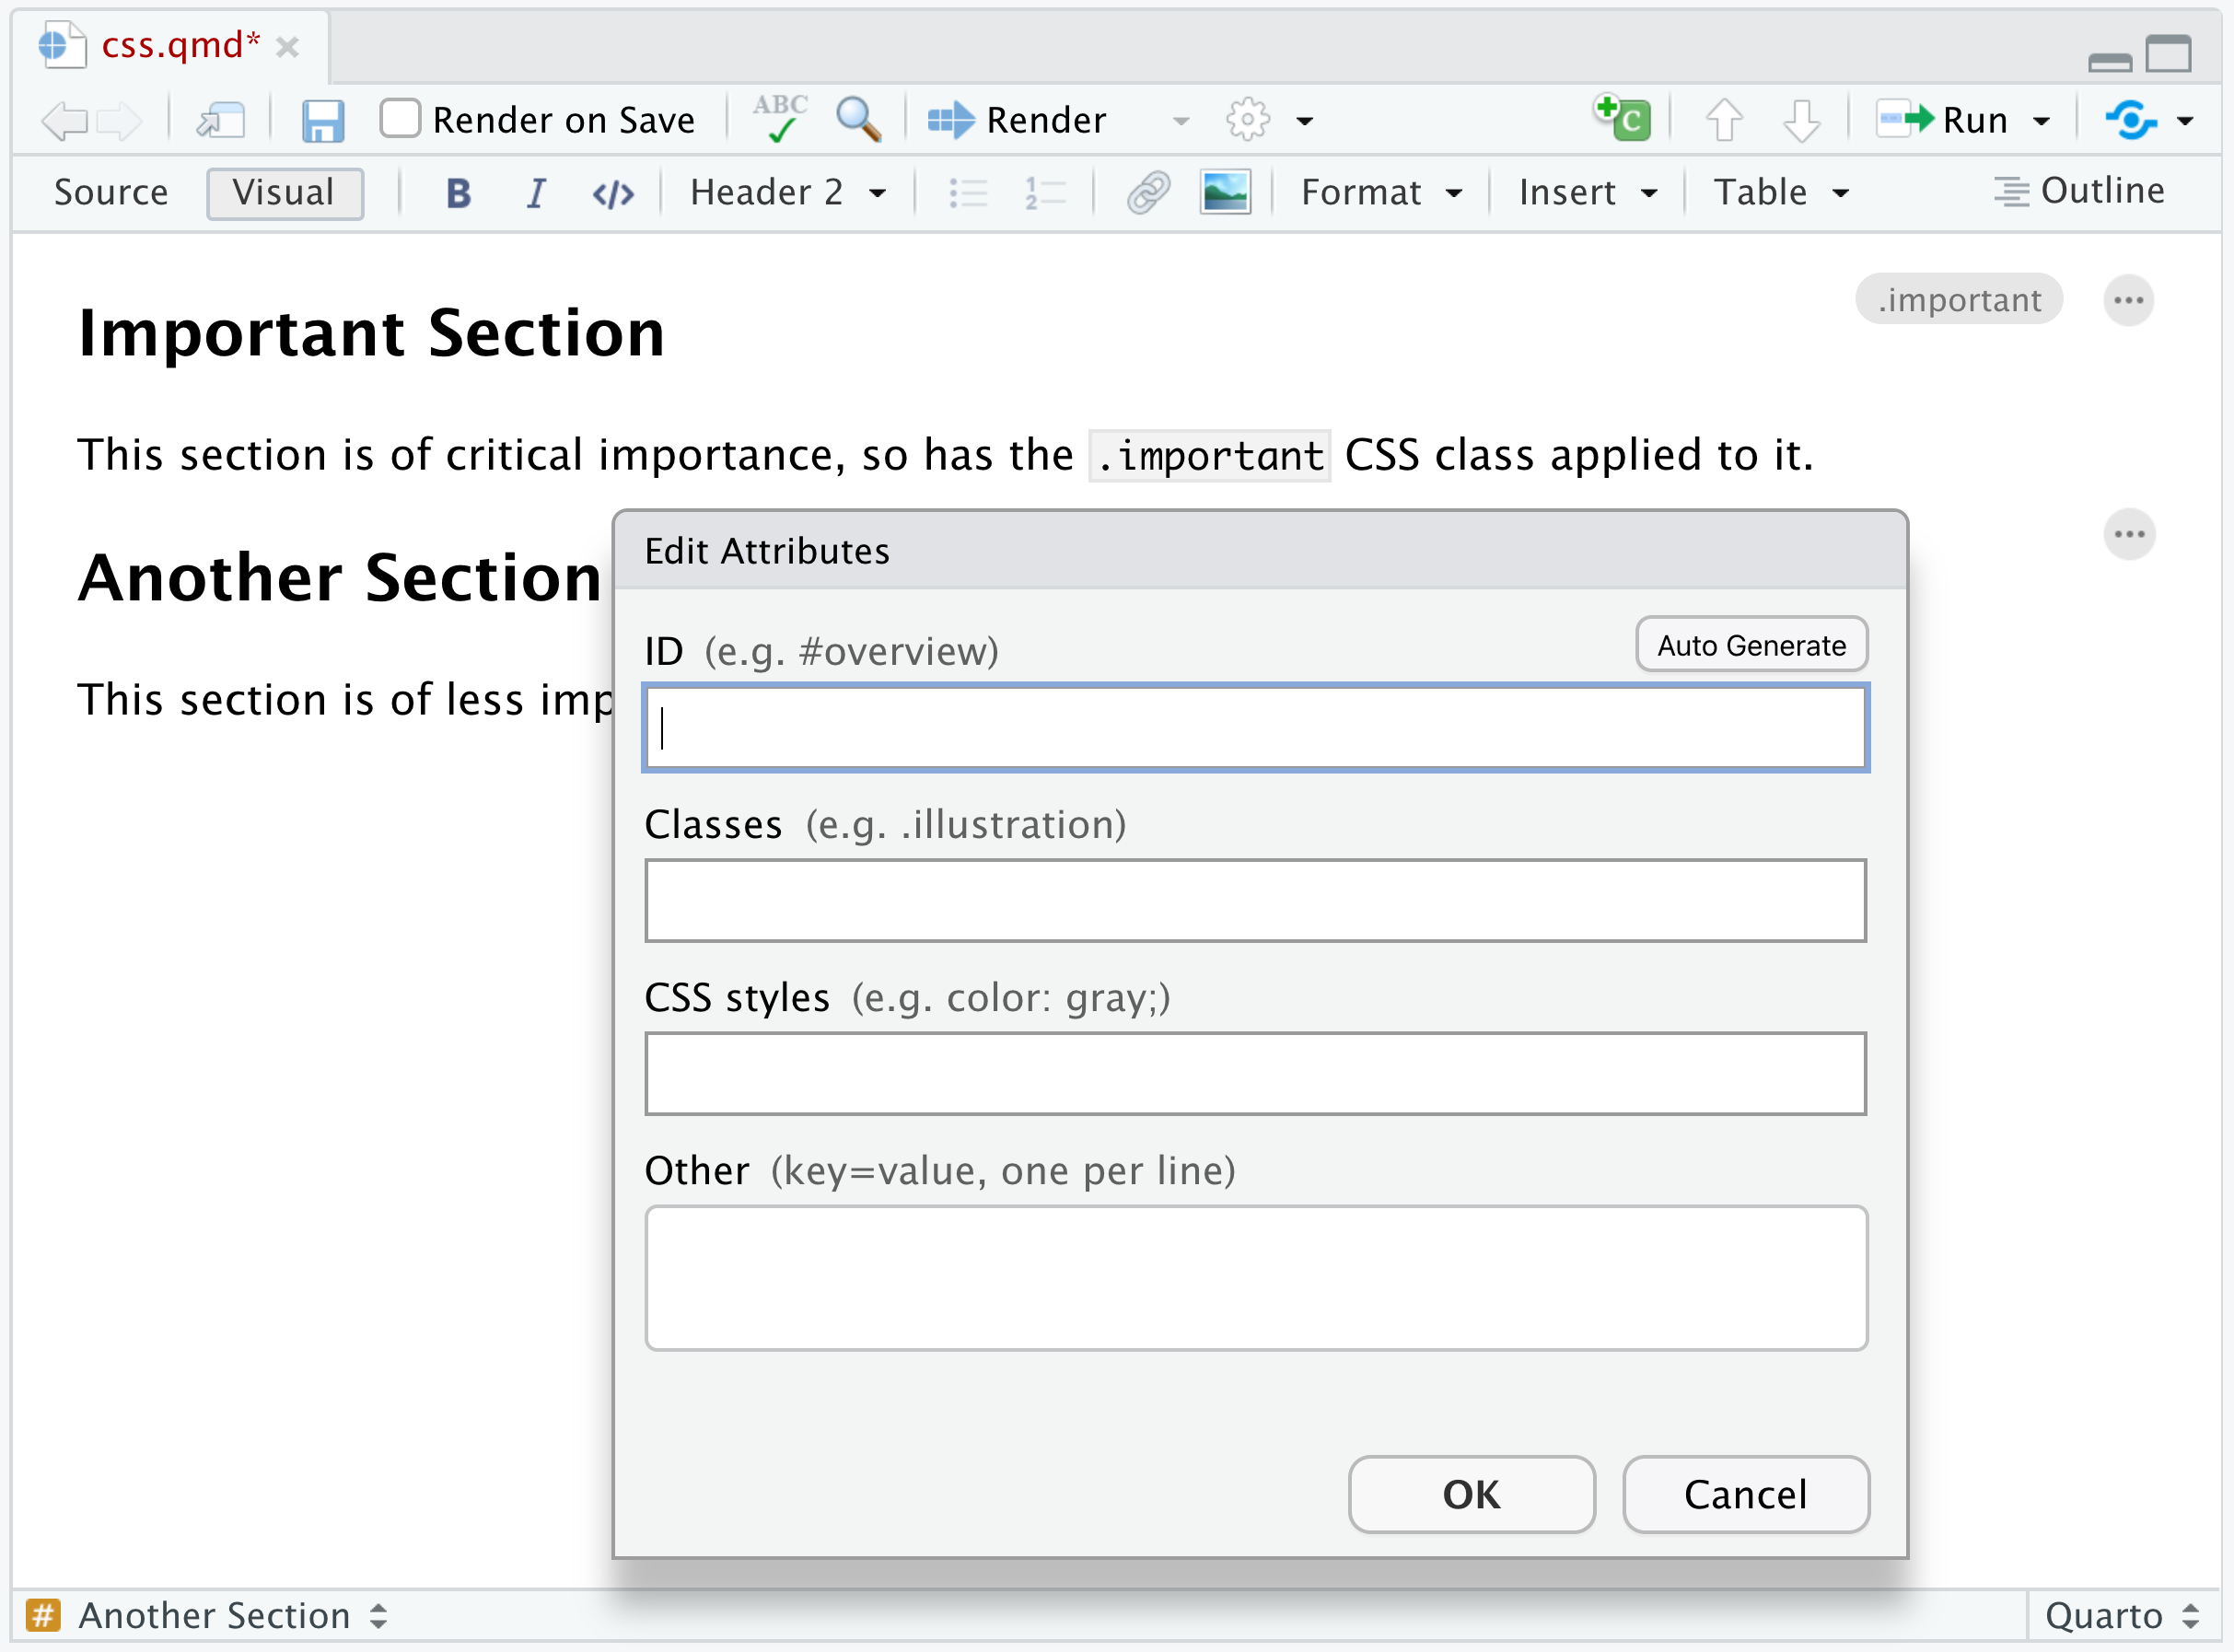 css.qmd*
Render on Save ABC Render C Run
Source Visual B I </> Header 2 1 2 Format Insert Table Outline
.important
Important Section
This section is of critical importance, so has the .important CSS class applied to it.
Another Section
This section is of less imp
Edit Attributes
ID (e.g. #overview) Auto Generate
Classes (e.g. .illustration)
CSS styles (e.g. color: gray;)
Other (key=value, one per line)
OK Cancel
# Another Section Quarto